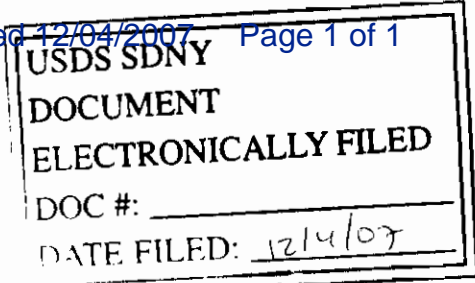 ed 12/04/2007 Page 1 of 1
USDS SDNY
DOCUMENT
ELECTRONICALLY FILED
DOC #:
DATE FILED: 12/4/07